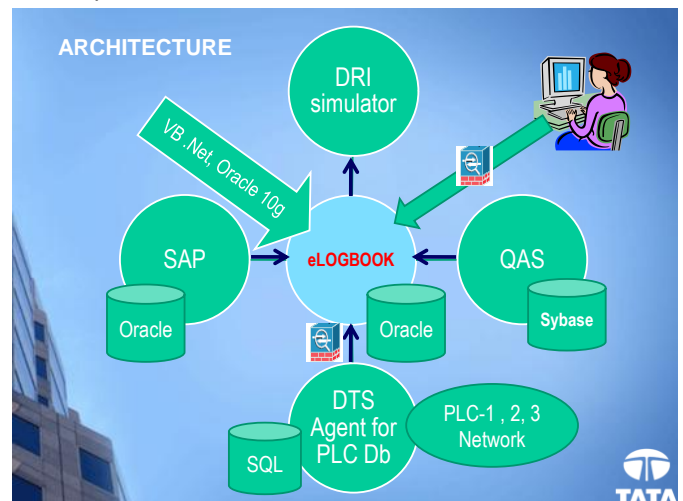 ARCHITECTURE
DRI
simulator
VB .Net, Oracle 10g
SAP
eLOGBOOK
QAS
Oracle
Oracle
Sybase
DTS
Agent for
PLC Db
PLC-1 , 2, 3
Network
SQL
TATA